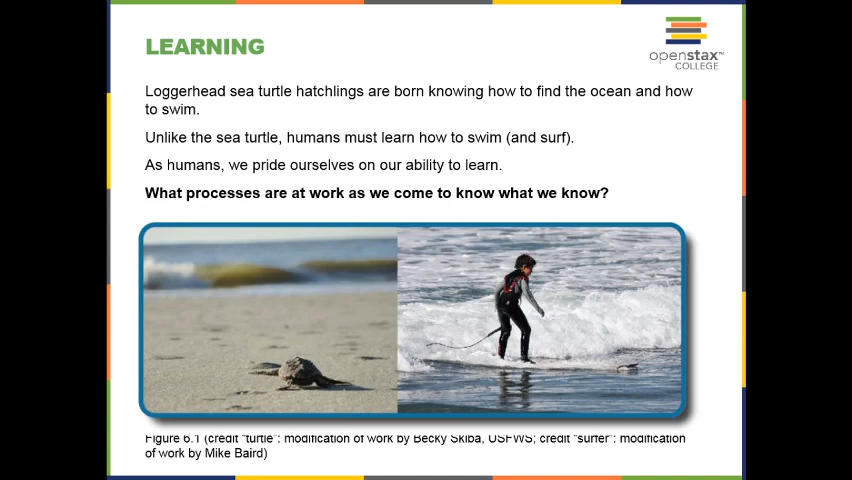 LEARNING
openstax™
COLLEGE
Loggerhead sea turtle hatchlings are born knowing how to find the ocean and how
to swim.
Unlike the sea turtle, humans must learn how to swim (and surf).
As humans, we pride ourselves on our ability to learn.
What processes are at work as we come to know what we know?
Figure 6.1 (credit "turtle": modification of work by Becky Skiba, USFWS; credit "surfer": modification
of work by Mike Baird)